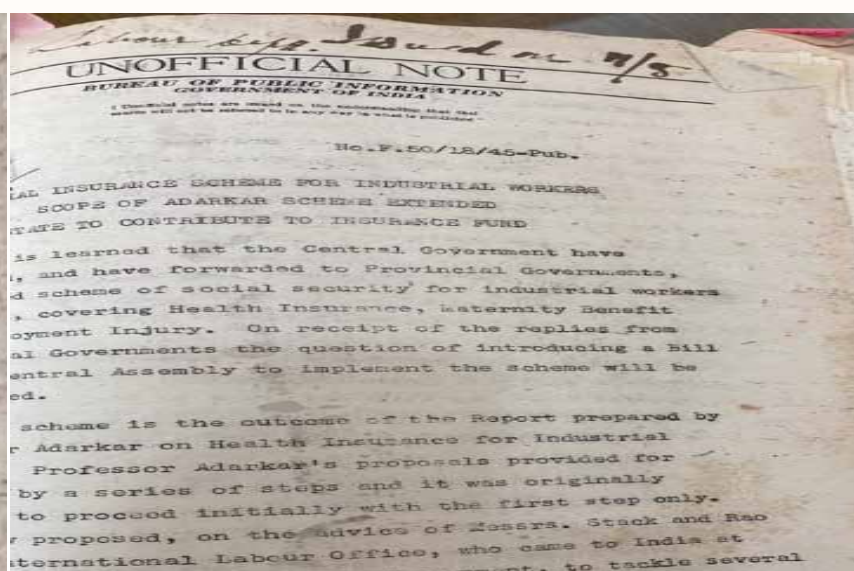 Labour Dept. Issued on 7/5
UNOFFICIAL NOTE
BUREAU OF PUBLIC INFORMATION
GOVERNMENT OF INDIA
No.F.50/18/45-Pub.
AL INSURANCE SCHEME FOR INDUSTRIAL WORKERS
SCOPE OF ADARKAR SCHEME EXTENDED
TATE TO CONTRIBUTE TO INSURANCE FUND
is learned that the Central Government have
, and have forwarded to Provincial Governments,
d scheme of social security for industrial workers
, covering Health Insurance, Maternity Benefit
oyment Injury. On receipt of the replies from
al Governments the question of introducing a Bill
entral Assembly to implement the scheme will be
ed.
scheme is the outcome of the Report prepared by
r Adarkar on Health Insurance for Industrial
Professor Adarkar's proposals provided for
by a series of steps and it was originally
to proceed initially with the first step only.
proposed, on the advice of Messrs. Stack and Rao
ternational Labour Office, who came to India at
ment, to tackle several